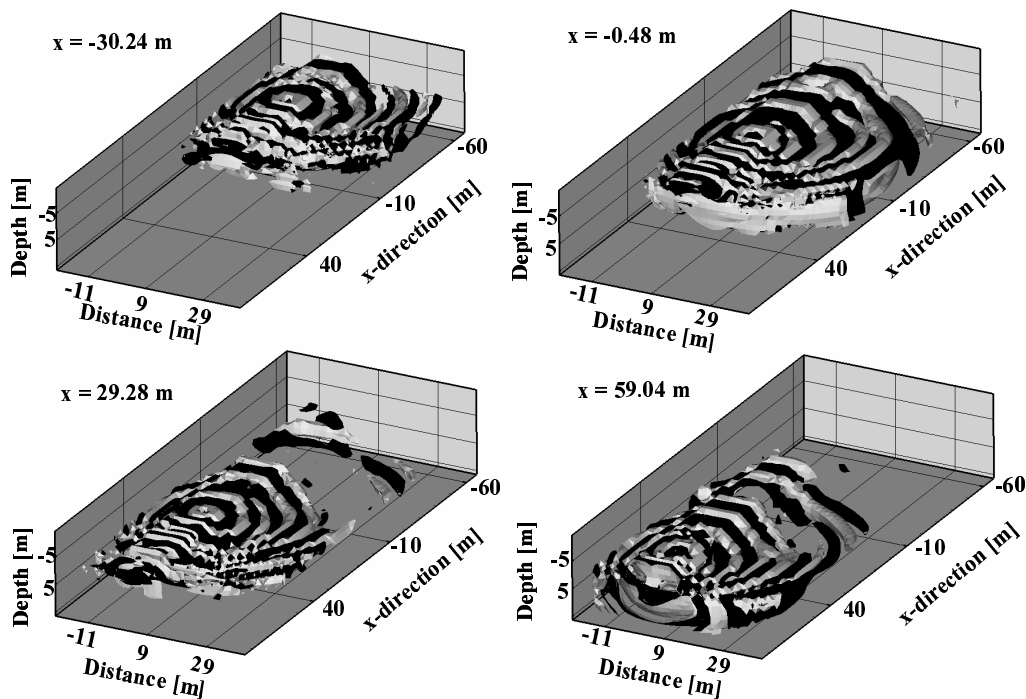 x = -30.24 m
-60
-10
40
x-direction [m]
-5
5
Depth [m]
-11
9
29
Distance [m]
x = -0.48 m
-60
-10
40
x-direction [m]
-5
5
Depth [m]
-11
9
29
Distance [m]
x = 29.28 m
-60
-10
40
x-direction [m]
-5
5
Depth [m]
-11
9
29
Distance [m]
x = 59.04 m
-60
-10
40
x-direction [m]
-5
5
Depth [m]
-11
9
29
Distance [m]